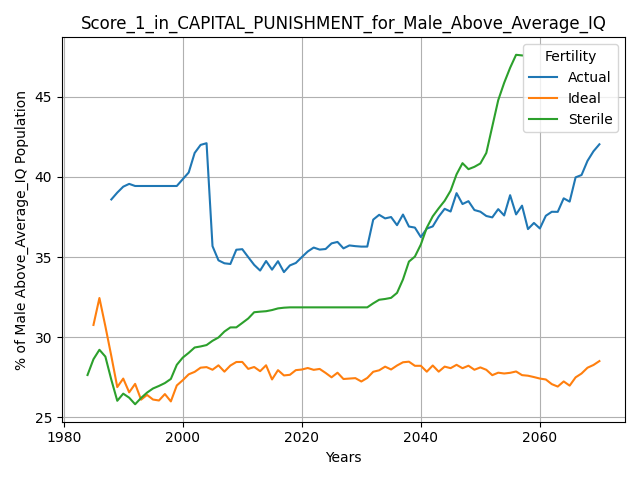 Score_1_in_CAPITAL_PUNISHMENT_for_Male_Above_Average_IQ
Fertility
Actual
Ideal
Sterile
% of Male Above_Average_IQ Population
45
40
35
30
25
1980
2000
2020
2040
2060
Years